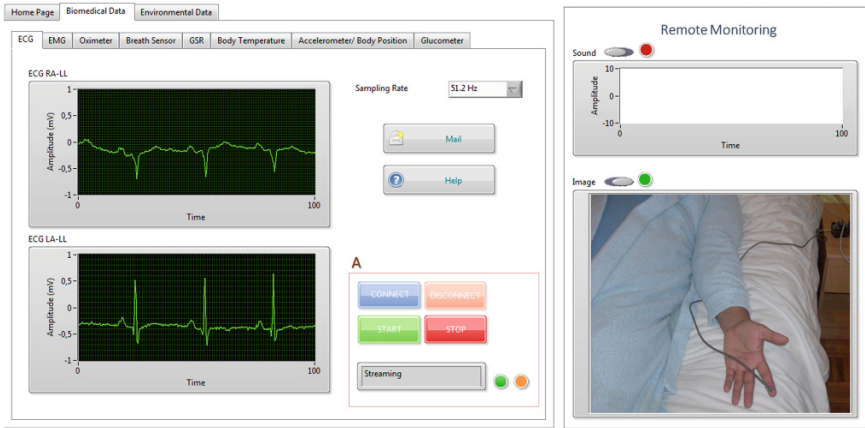 Home Page Biomedical Data Environmental Data
ECG EMG Oximeter Breath Sensor GSR Body Temperature Accelerometer/ Body Position Glucometer
ECG RA-LL
Amplitude (mV)
1
0,5
0
-0,5
-1
0 100
Time
ECG LA-LL
Amplitude (mV)
1
0,5
0
-0,5
-1
0 100
Time
Sampling Rate 51.2 Hz
Mail
Help
A
CONNECT DISCONNECT
START STOP
Streaming
Remote Monitoring
Sound
Amplitude
10
0
-10
0 100
Time
Image